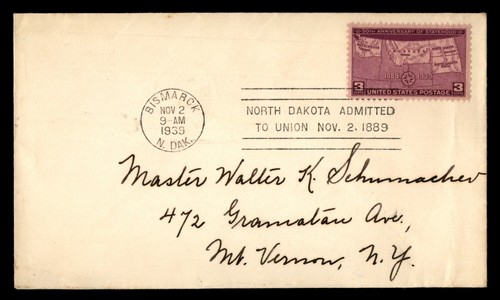 50TH ANNIVERSARY OF STATEHOOD
1889 1939
3 UNITED STATES POSTAGE 3
BISMARCK
NOV 2
9-AM
1939
N. DAK.
NORTH DAKOTA ADMITTED
TO UNION NOV. 2. 1889
Master Walter K. Schumacher
472 Gramatan Ave.,
Mt. Vernon, N.Y.